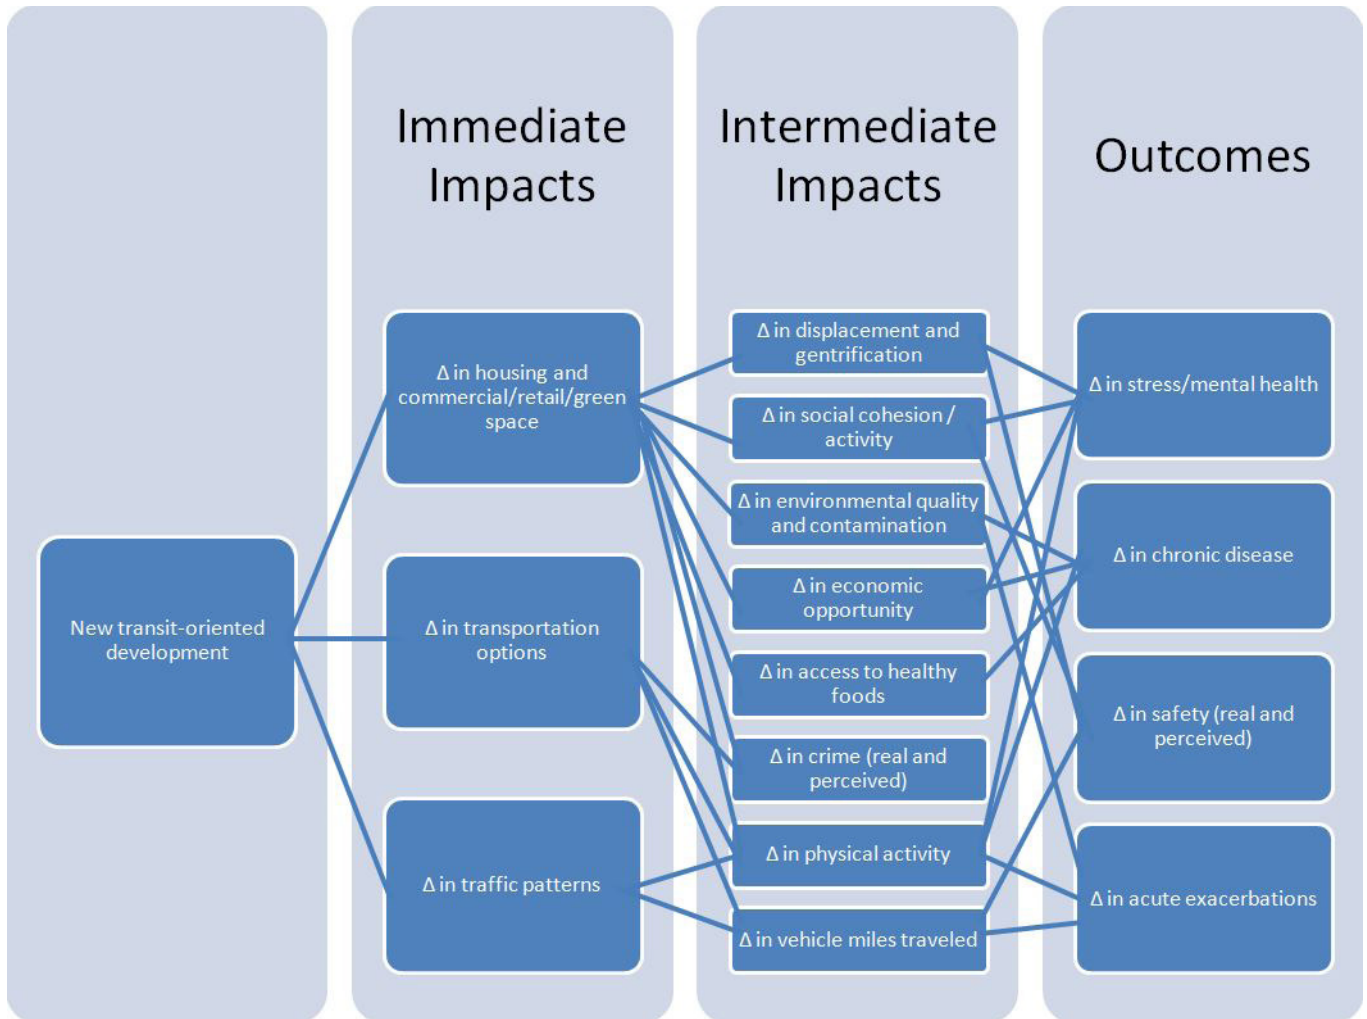 Immediate
Impacts
Intermediate
Impacts
Outcomes
New transit-oriented
development
Δ in housing and
commercial/retail/green
space
Δ in transportation
options
Δ in traffic patterns
Δ in displacement and
gentrification
Δ in social cohesion /
activity
Δ in environmental quality
and contamination
Δ in economic
opportunity
Δ in access to healthy
foods
Δ in crime (real and
perceived)
Δ in physical activity
Δ in vehicle miles traveled
Δ in stress/mental health
Δ in chronic disease
Δ in safety (real and
perceived)
Δ in acute exacerbations